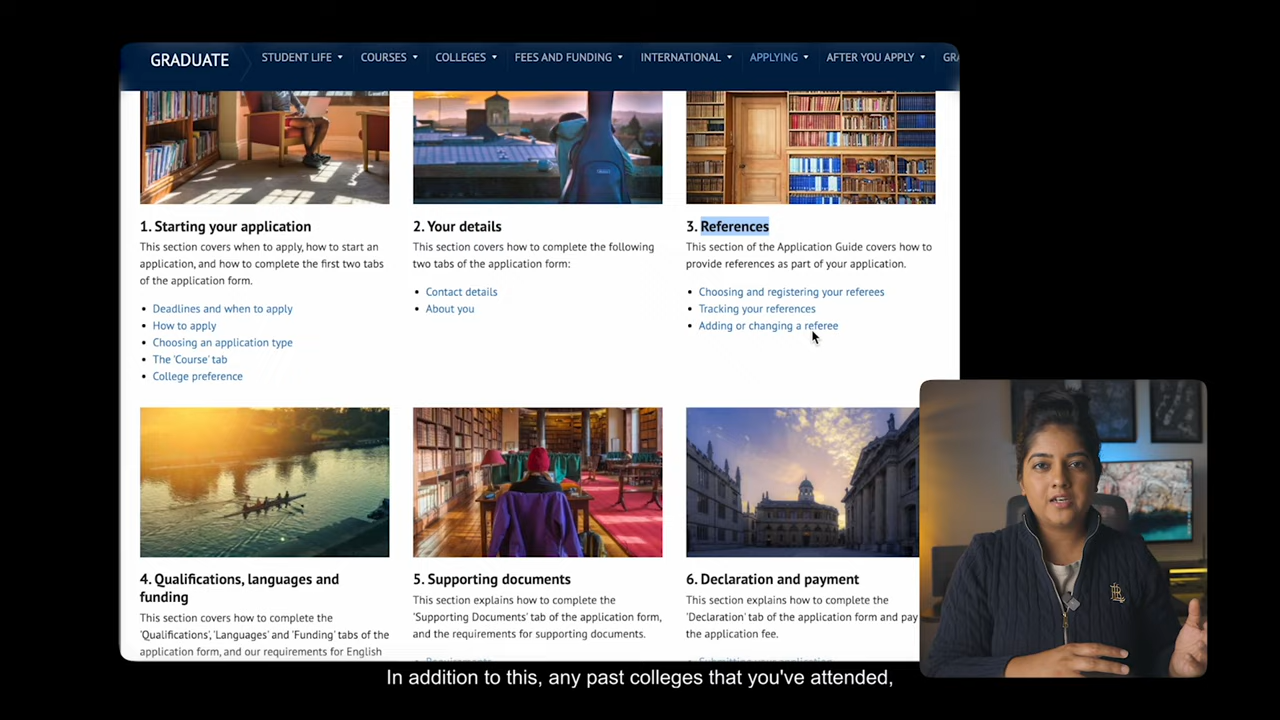 GRADUATE
STUDENT LIFE
COURSES
COLLEGES
FEES AND FUNDING
INTERNATIONAL
APPLYING
AFTER YOU APPLY
GRA
1. Starting your application
This section covers when to apply, how to start an
application, and how to complete the first two tabs
of the application form.
Deadlines and when to apply
How to apply
Choosing an application type
The 'Course' tab
College preference
2. Your details
This section covers how to complete the following
two tabs of the application form:
Contact details
About you
3. References
This section of the Application Guide covers how to
provide references as part of your application.
Choosing and registering your referees
Tracking your references
Adding or changing a referee
4. Qualifications, languages and
funding
This section covers how to complete the
'Qualifications', 'Languages' and 'Funding' tabs of the
application form, and our requirements for English
5. Supporting documents
This section explains how to complete the
'Supporting Documents' tab of the application form,
and the requirements for supporting documents.
Requirements
6. Declaration and payment
This section explains how to complete the
'Declaration' tab of the application form and pay
the application fee.
Submitting your application
In addition to this, any past colleges that you've attended,